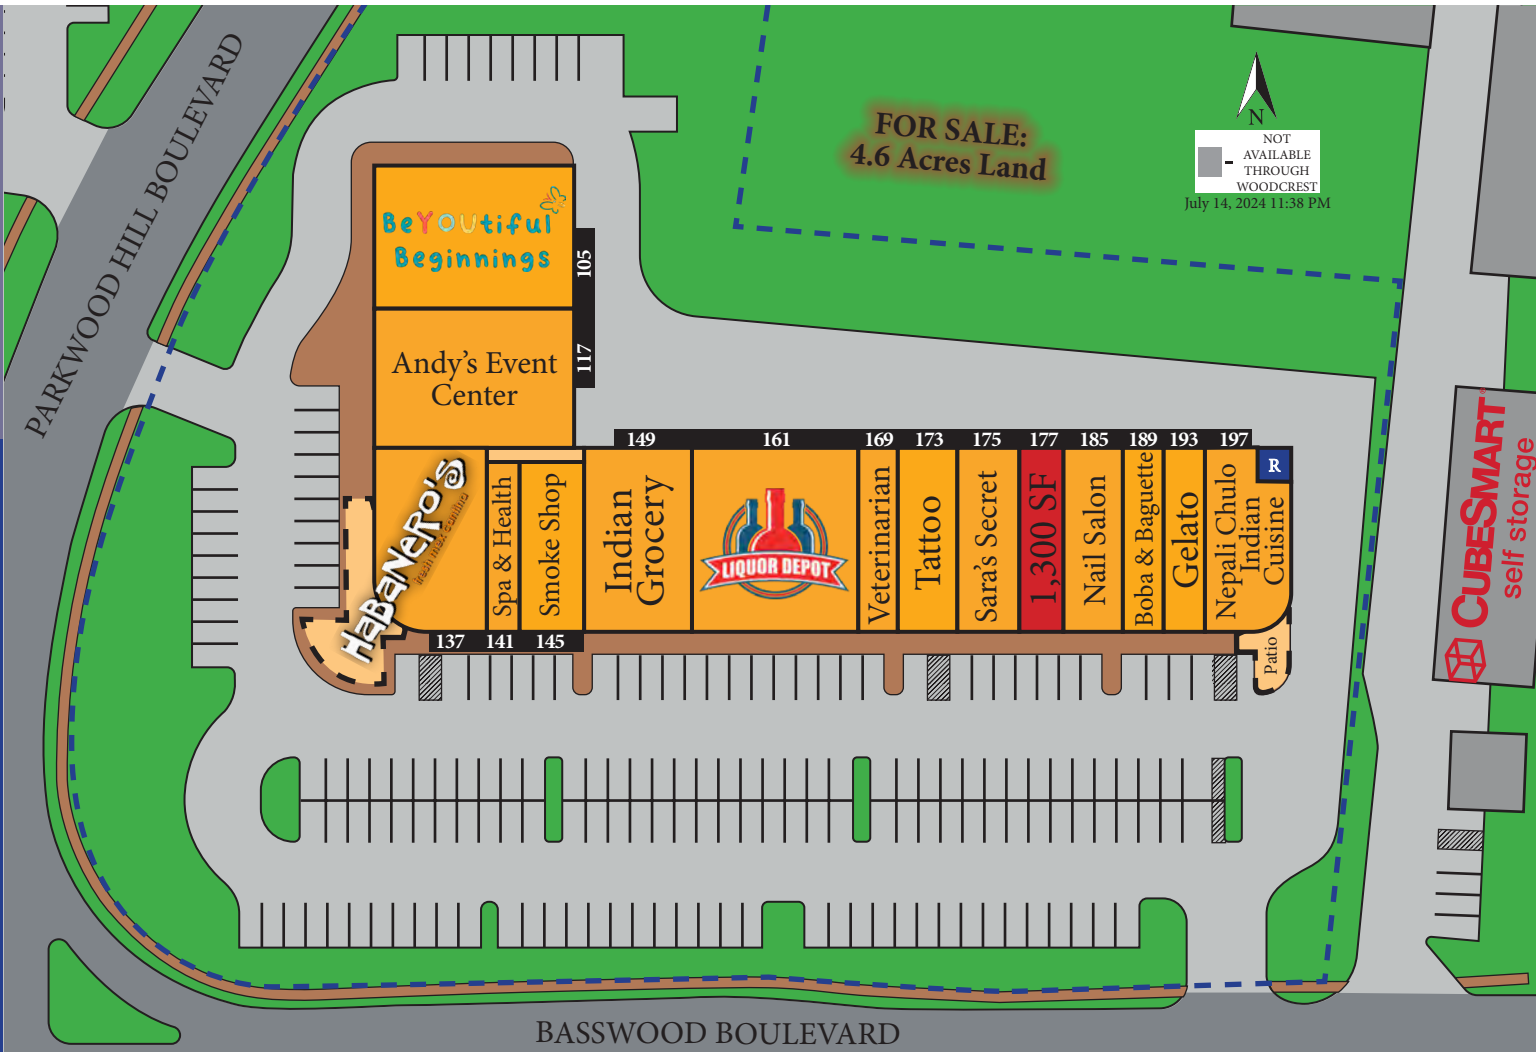 PARKWOOD HILL BOULEVARD
FOR SALE:
4.6 Acres Land
N
NOT
AVAILABLE
THROUGH
WOODCREST
July 14, 2024 11:38 PM
BeYOUtiful
Beginnings
105
Andy's Event
Center
117
149
161
169
173
175
177
185
189
193
197
HABANERO'S
fresh mex cantina
Spa & Health
Smoke Shop
Indian
Grocery
LIQUOR DEPOT
Veterinarian
Tattoo
Sara's Secret
1,300 SF
Nail Salon
Boba & Baguette
Gelato
Nepali Chulo
Indian
Cuisine
R
137
141
145
Patio
CUBESMART
self storage
BASSWOOD BOULEVARD